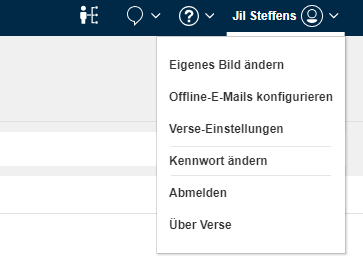 Jil Steffens
Eigenes Bild ändern
Offline-E-Mails konfigurieren
Verse-Einstellungen
Kennwort ändern
Abmelden
Über Verse